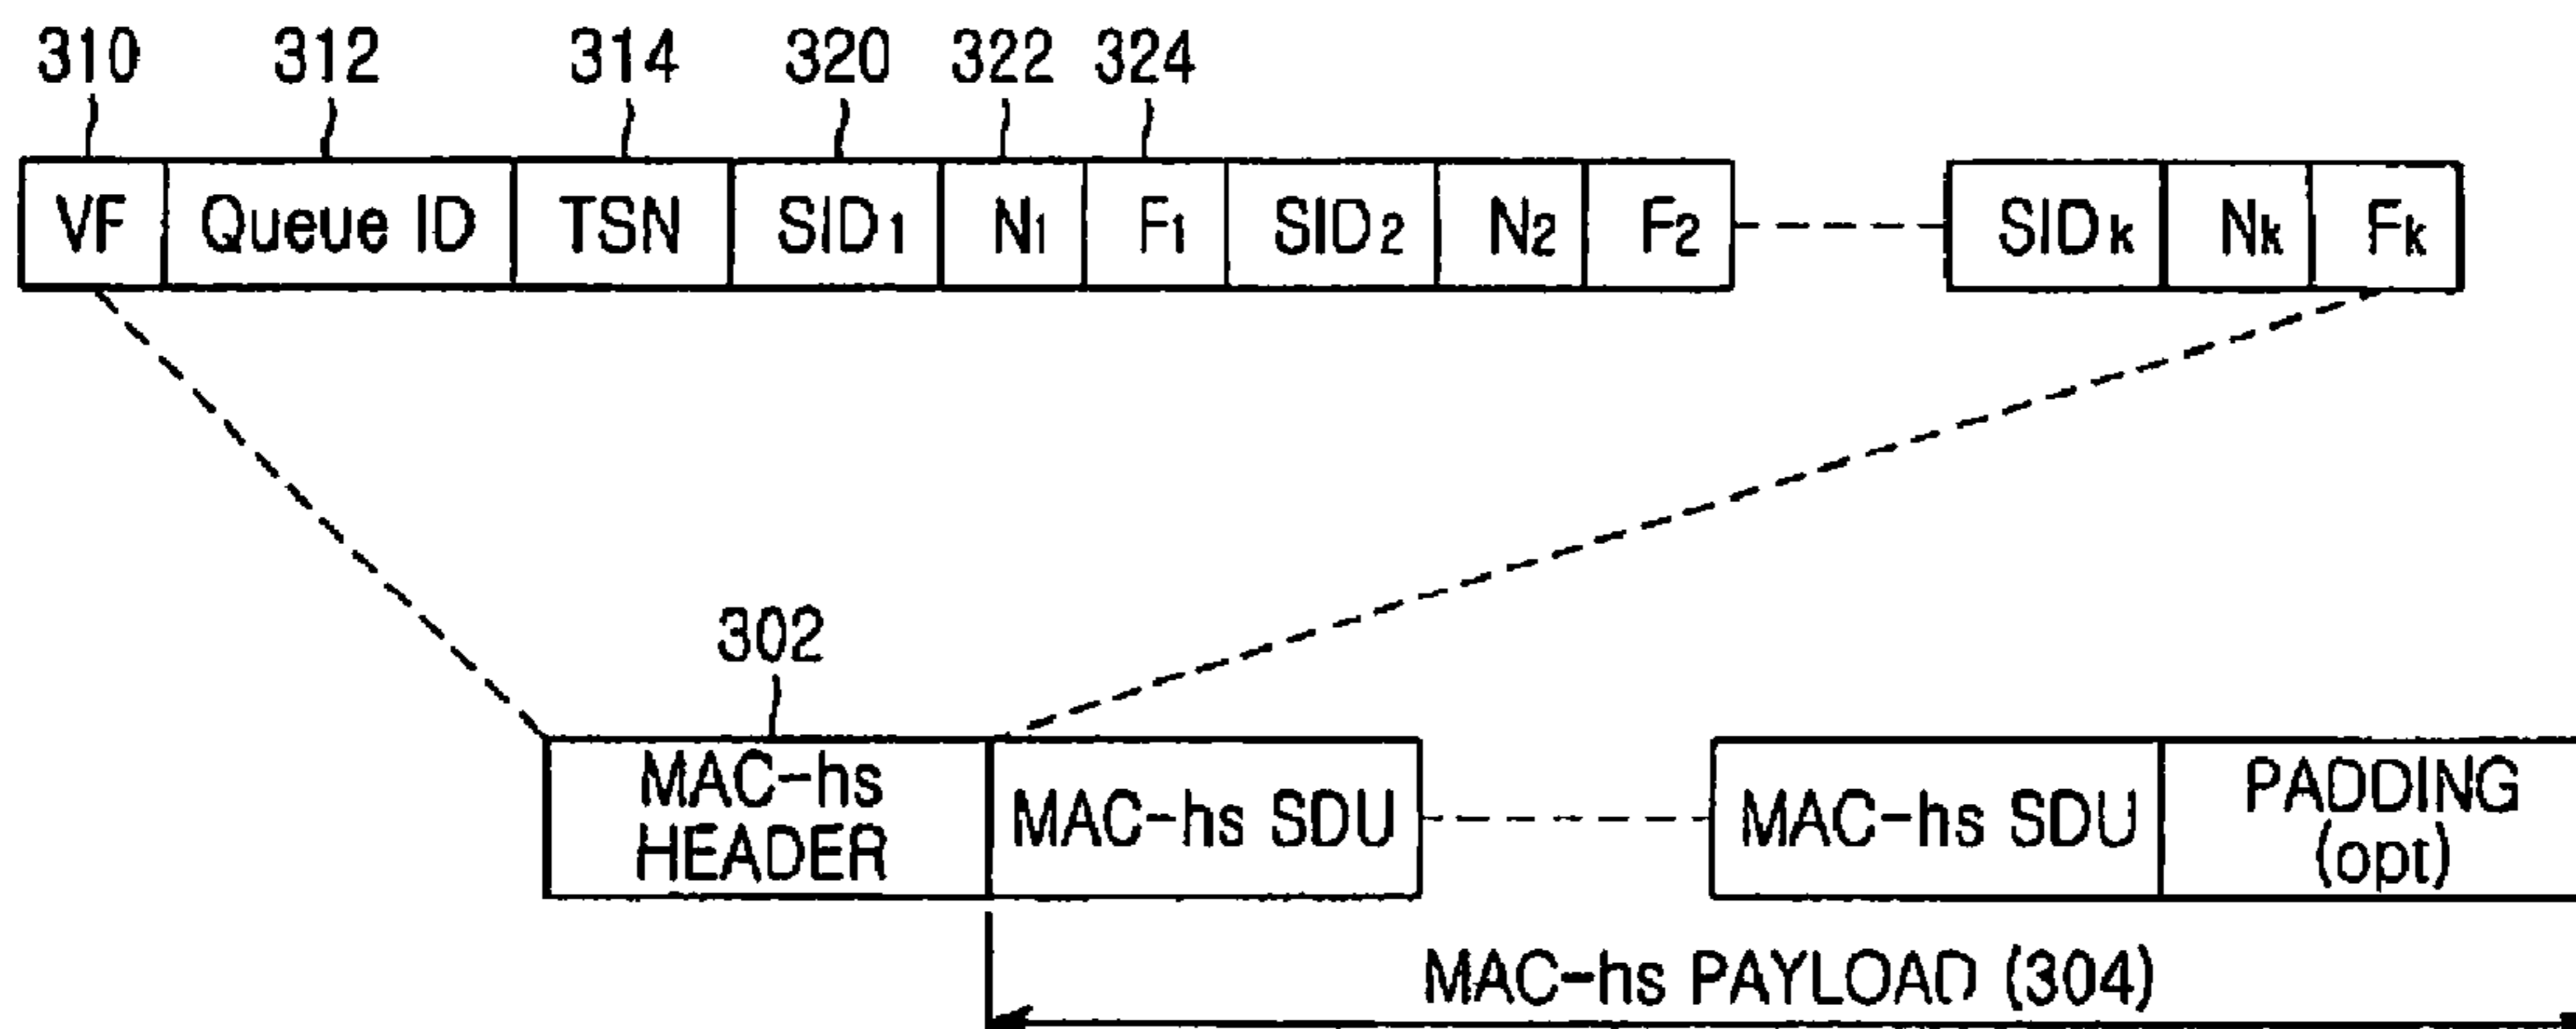 310 312 314 320 322 324
VF Queue ID TSN SID1 N1 F1 SID2 N2 F2 SIDk Nk Fk
302
MAC-hs HEADER
MAC-hs SDU
MAC-hs SDU
PADDING (opt)
MAC-hs PAYLOAD (304)